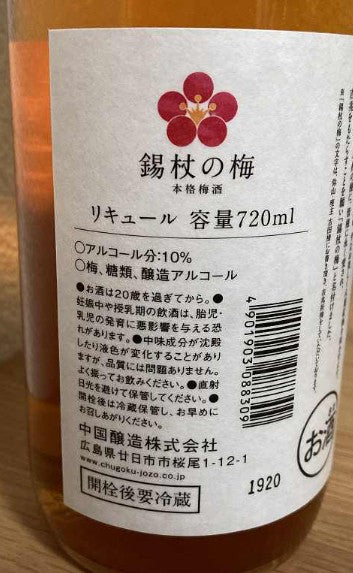 錫杖の梅
本格梅酒
リキュール 容量720ml
○アルコール分:10%
○梅、糖類、醸造アルコール
●お酒は20歳を過ぎてから。●
妊娠中や授乳期の飲酒は、胎児・
乳児の発育に悪影響を与える恐
れがあります。●中味成分が沈殿
したり液色が変化することがあり
ますが、品質には問題ありません。
よく振ってお飲みください。●直射
日光を避けて保管してください。●
開栓後は冷蔵保管し、お早めに
お召しあがりください。
中国醸造株式会社
広島県廿日市市桜尾1-12-1
www.chugoku-jozo.co.jp
開栓後要冷蔵
4901903088309
1920
お酒